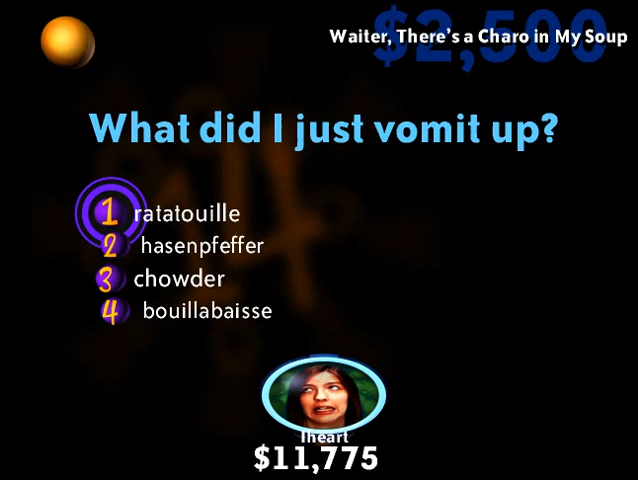 $2,500
Waiter, There's a Charo in My Soup
What did I just vomit up?
1 ratatouille
2 hasenpfeffer
3 chowder
4 bouillabaisse
Iheart
$11,775